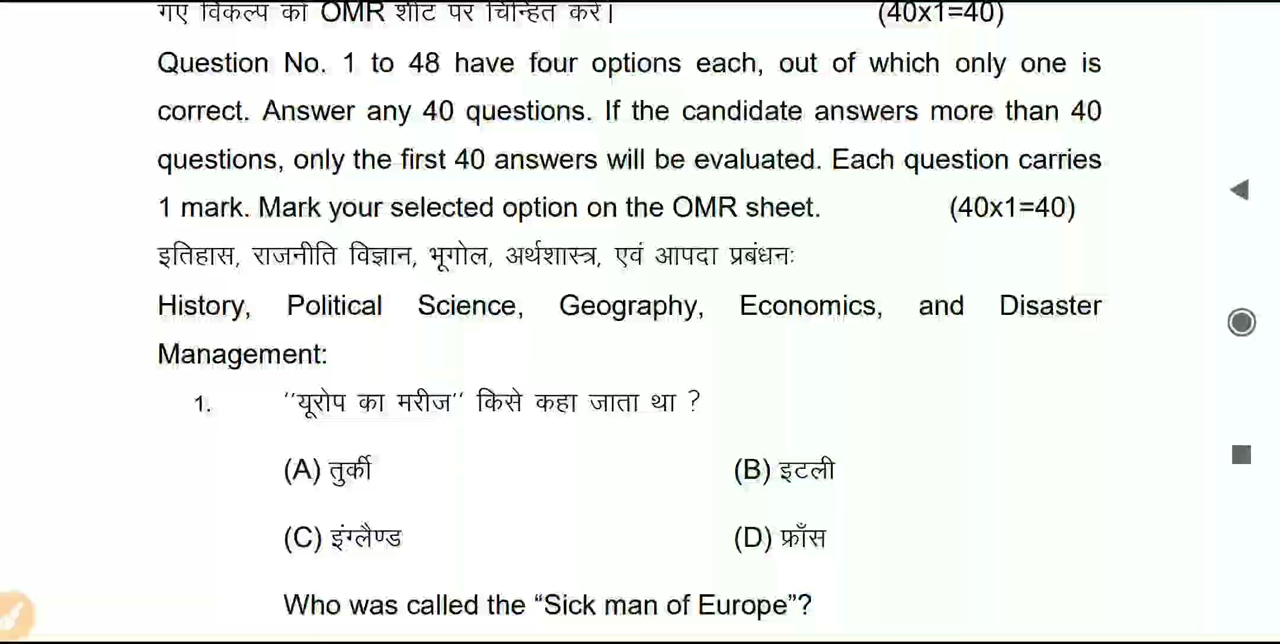 गए विकल्प को OMR शीट पर चिन्हित करें। (40x1=40)
Question No. 1 to 48 have four options each, out of which only one is
correct. Answer any 40 questions. If the candidate answers more than 40
questions, only the first 40 answers will be evaluated. Each question carries
1 mark. Mark your selected option on the OMR sheet. (40x1=40)
इतिहास, राजनीति विज्ञान, भूगोल, अर्थशास्त्र, एवं आपदा प्रबंधनः
History, Political Science, Geography, Economics, and Disaster
Management:
1. ‘‘यूरोप का मरीज‘‘ किसे कहा जाता था ?
(A) तुर्की (B) इटली
(C) इंग्लैण्ड (D) फ्राँस
Who was called the “Sick man of Europe”?